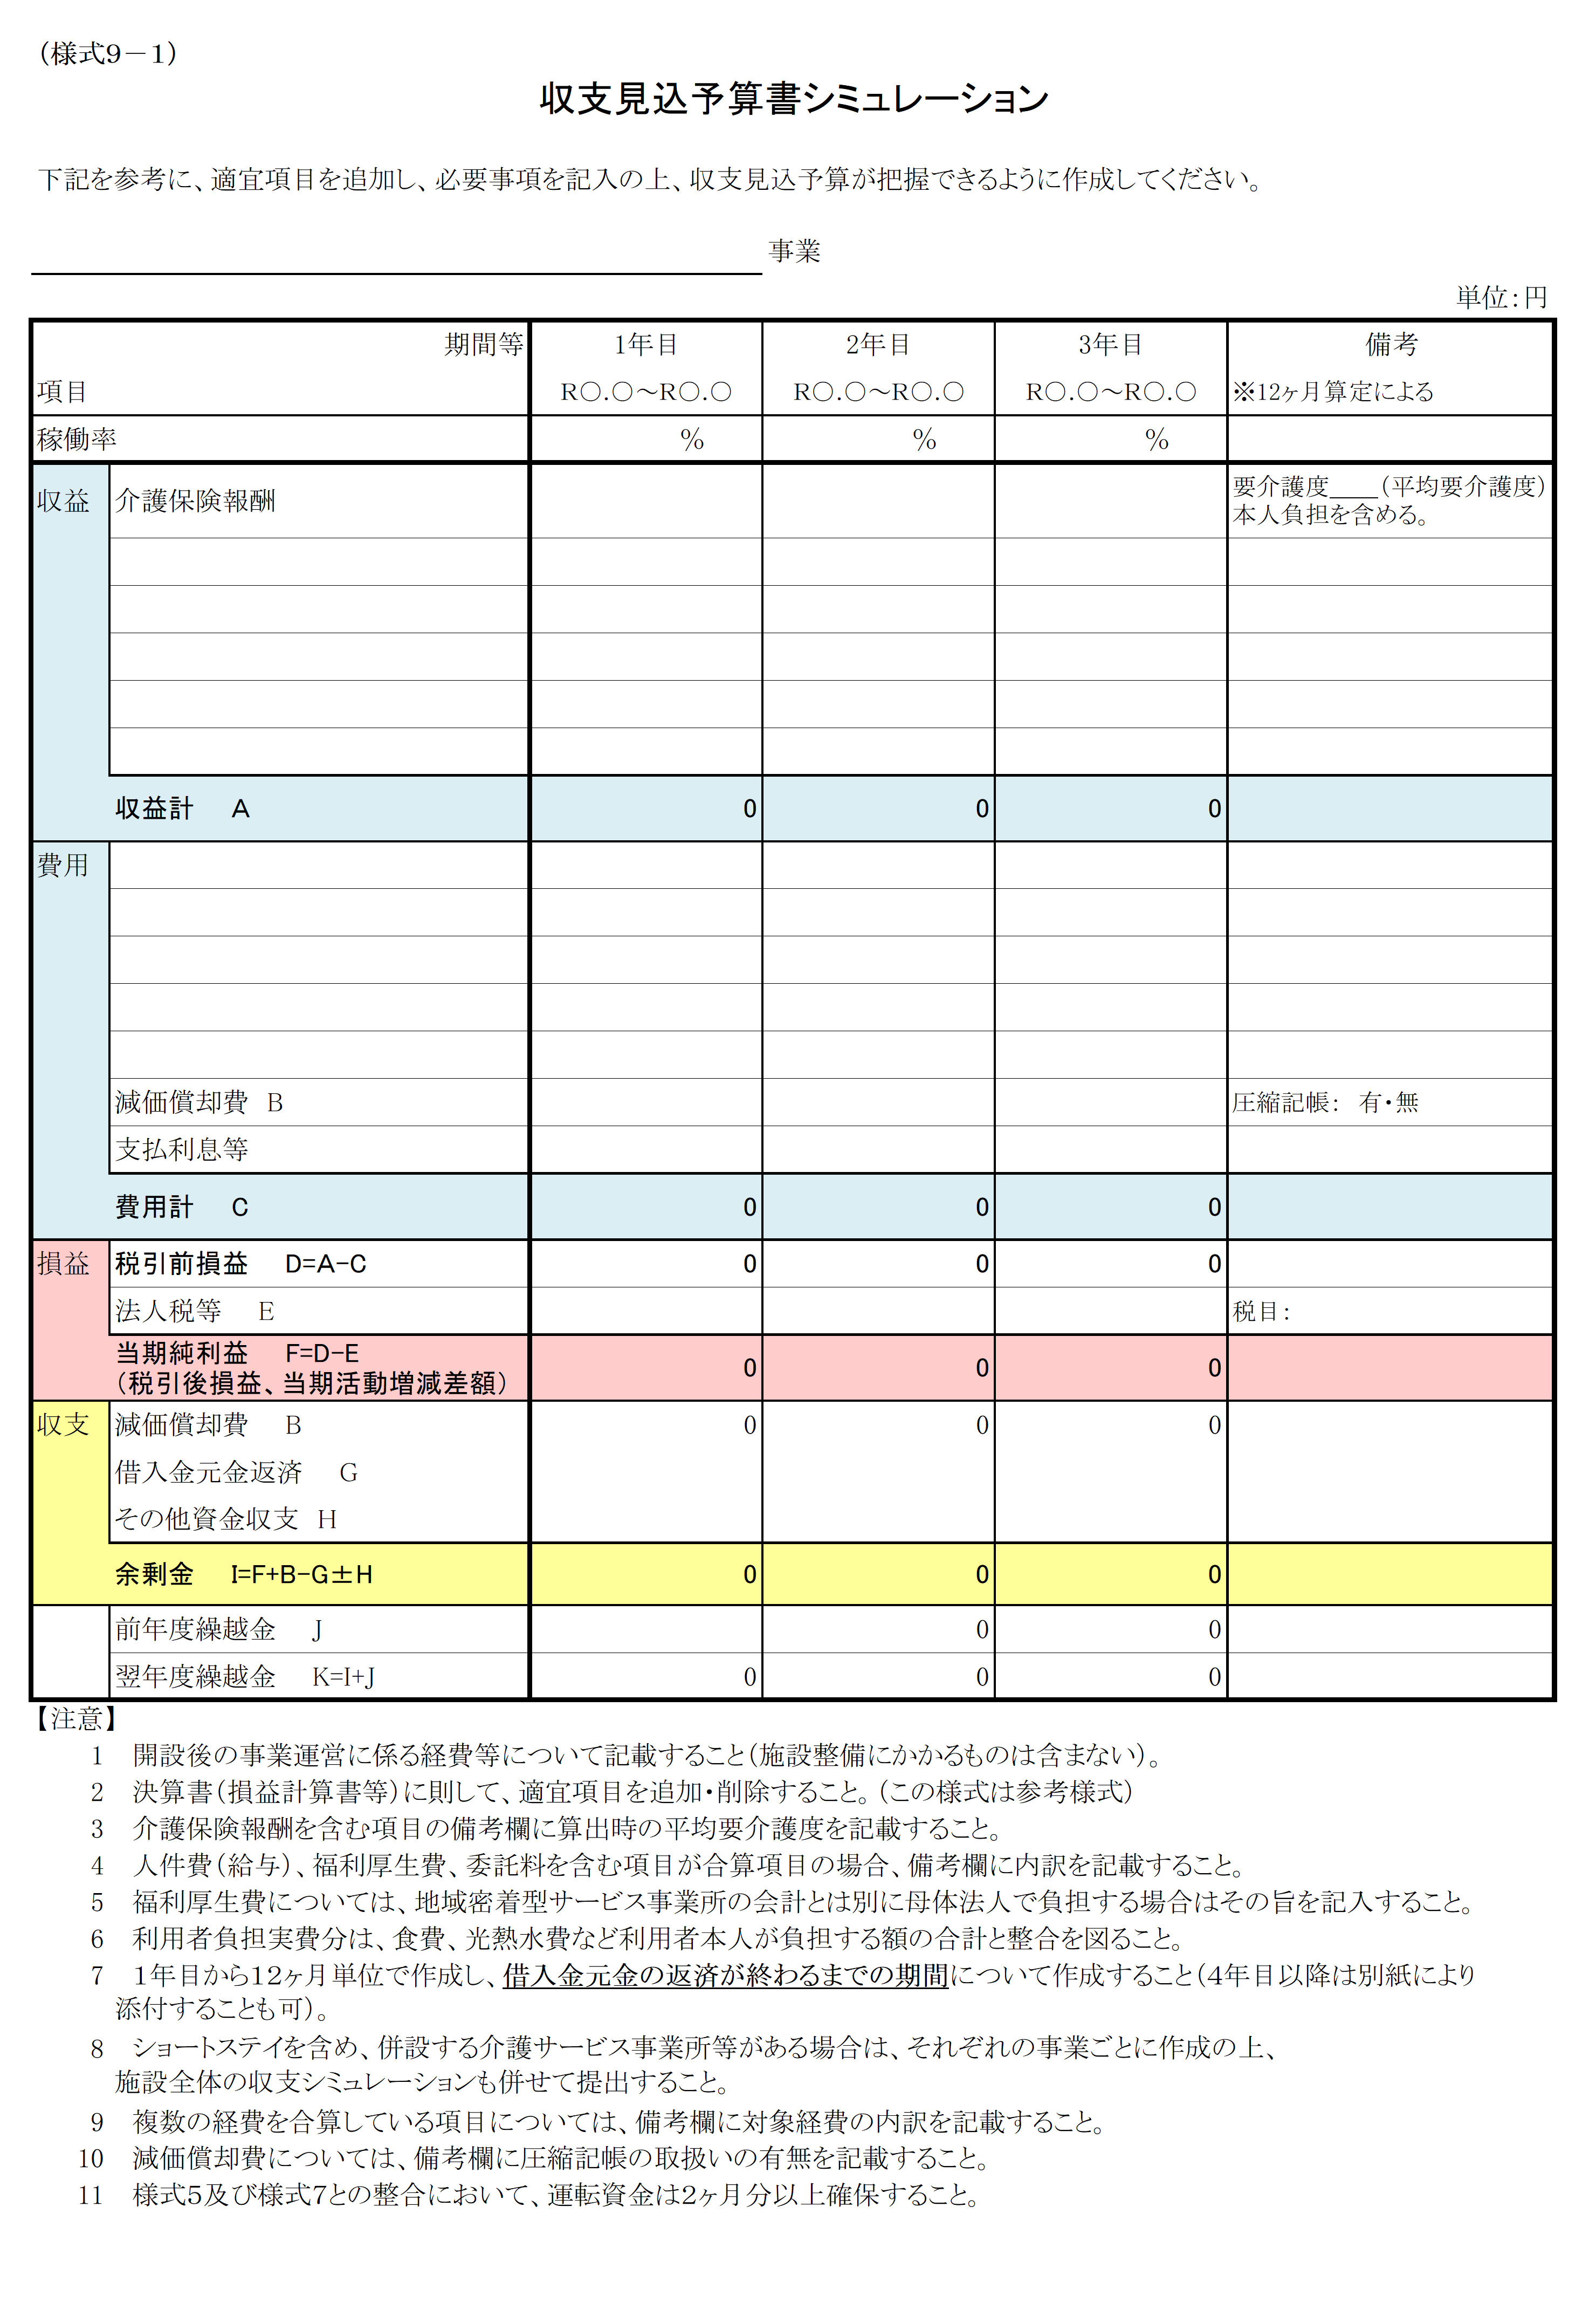 （様式９－１）
収支見込予算書シミュレーション
下記を参考に、適宜項目を追加し、必要事項を記入の上、収支見込予算が把握できるように作成してください。
事業
単位：円
期間等 1年目 2年目 3年目 備考
項目 R〇.〇～R〇.〇 R〇.〇～R〇.〇 R〇.〇～R〇.〇 ※12ヶ月算定による
稼働率 % % %
収益 介護保険報酬 要介護度____（平均要介護度）
本人負担を含める。
収益計 A 0 0 0
費用
減価償却費 B 圧縮記帳： 有・無
支払利息等
費用計 C 0 0 0
損益 税引前損益 D=A-C 0 0 0
法人税等 E 税目：
当期純利益 F=D-E
（税引後損益、当期活動増減差額） 0 0 0
収支 減価償却費 B 0 0 0
借入金元金返済 G
その他資金収支 H
余剰金 I=F+B-G±H 0 0 0
前年度繰越金 J 0 0
翌年度繰越金 K=I+J 0 0 0
【注意】
1 開設後の事業運営に係る経費等について記載すること（施設整備にかかるものは含まない）。
2 決算書（損益計算書等）に則して、適宜項目を追加・削除すること。（この様式は参考様式）
3 介護保険報酬を含む項目の備考欄に算出時の平均要介護度を記載すること。
4 人件費（給与）、福利厚生費、委託料を含む項目が合算項目の場合、備考欄に内訳を記載すること。
5 福利厚生費については、地域密着型サービス事業所の会計とは別に母体法人で負担する場合はその旨を記入すること。
6 利用者負担実費分は、食費、光熱水費など利用者本人が負担する額の合計と整合を図ること。
7 １年目から１２ヶ月単位で作成し、借入金元金の返済が終わるまでの期間について作成すること（４年目以降は別紙により
添付することも可）。
8 ショートステイを含め、併設する介護サービス事業所等がある場合は、それぞれの事業ごとに作成の上、
施設全体の収支シミュレーションも併せて提出すること。
9 複数の経費を合算している項目については、備考欄に対象経費の内訳を記載すること。
10 減価償却費については、備考欄に圧縮記帳の取扱いの有無を記載すること。
11 様式５及び様式７との整合において、運転資金は２ヶ月分以上確保すること。